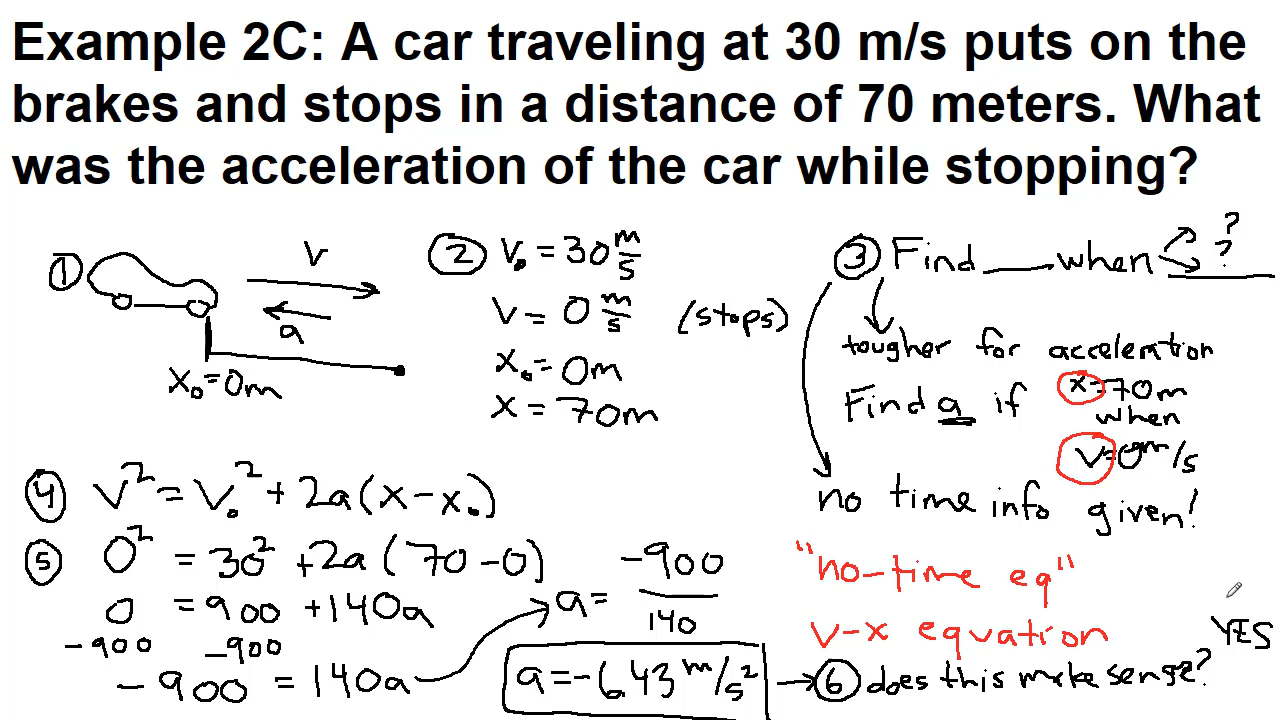 Example 2C: A car traveling at 30 m/s puts on the
brakes and stops in a distance of 70 meters. What
was the acceleration of the car while stopping?
①
v
a
x₀=0m
② v₀ = 30 m/s
v = 0 m/s (stops)
x₀ = 0m
x = 70m
③ Find ___ when ___
?
?
tougher for acceleration
Find a if x=70m
when
v=0m/s
no time info given!
"no-time eq"
v-x equation
④ v² = v₀² + 2a(x - x₀)
⑤ 0² = 30² + 2a(70 - 0)
0 = 900 + 140a
-900 -900
-900 = 140a
a = -900/140
a = -6.43 m/s²
⑥ does this make sense?
YES